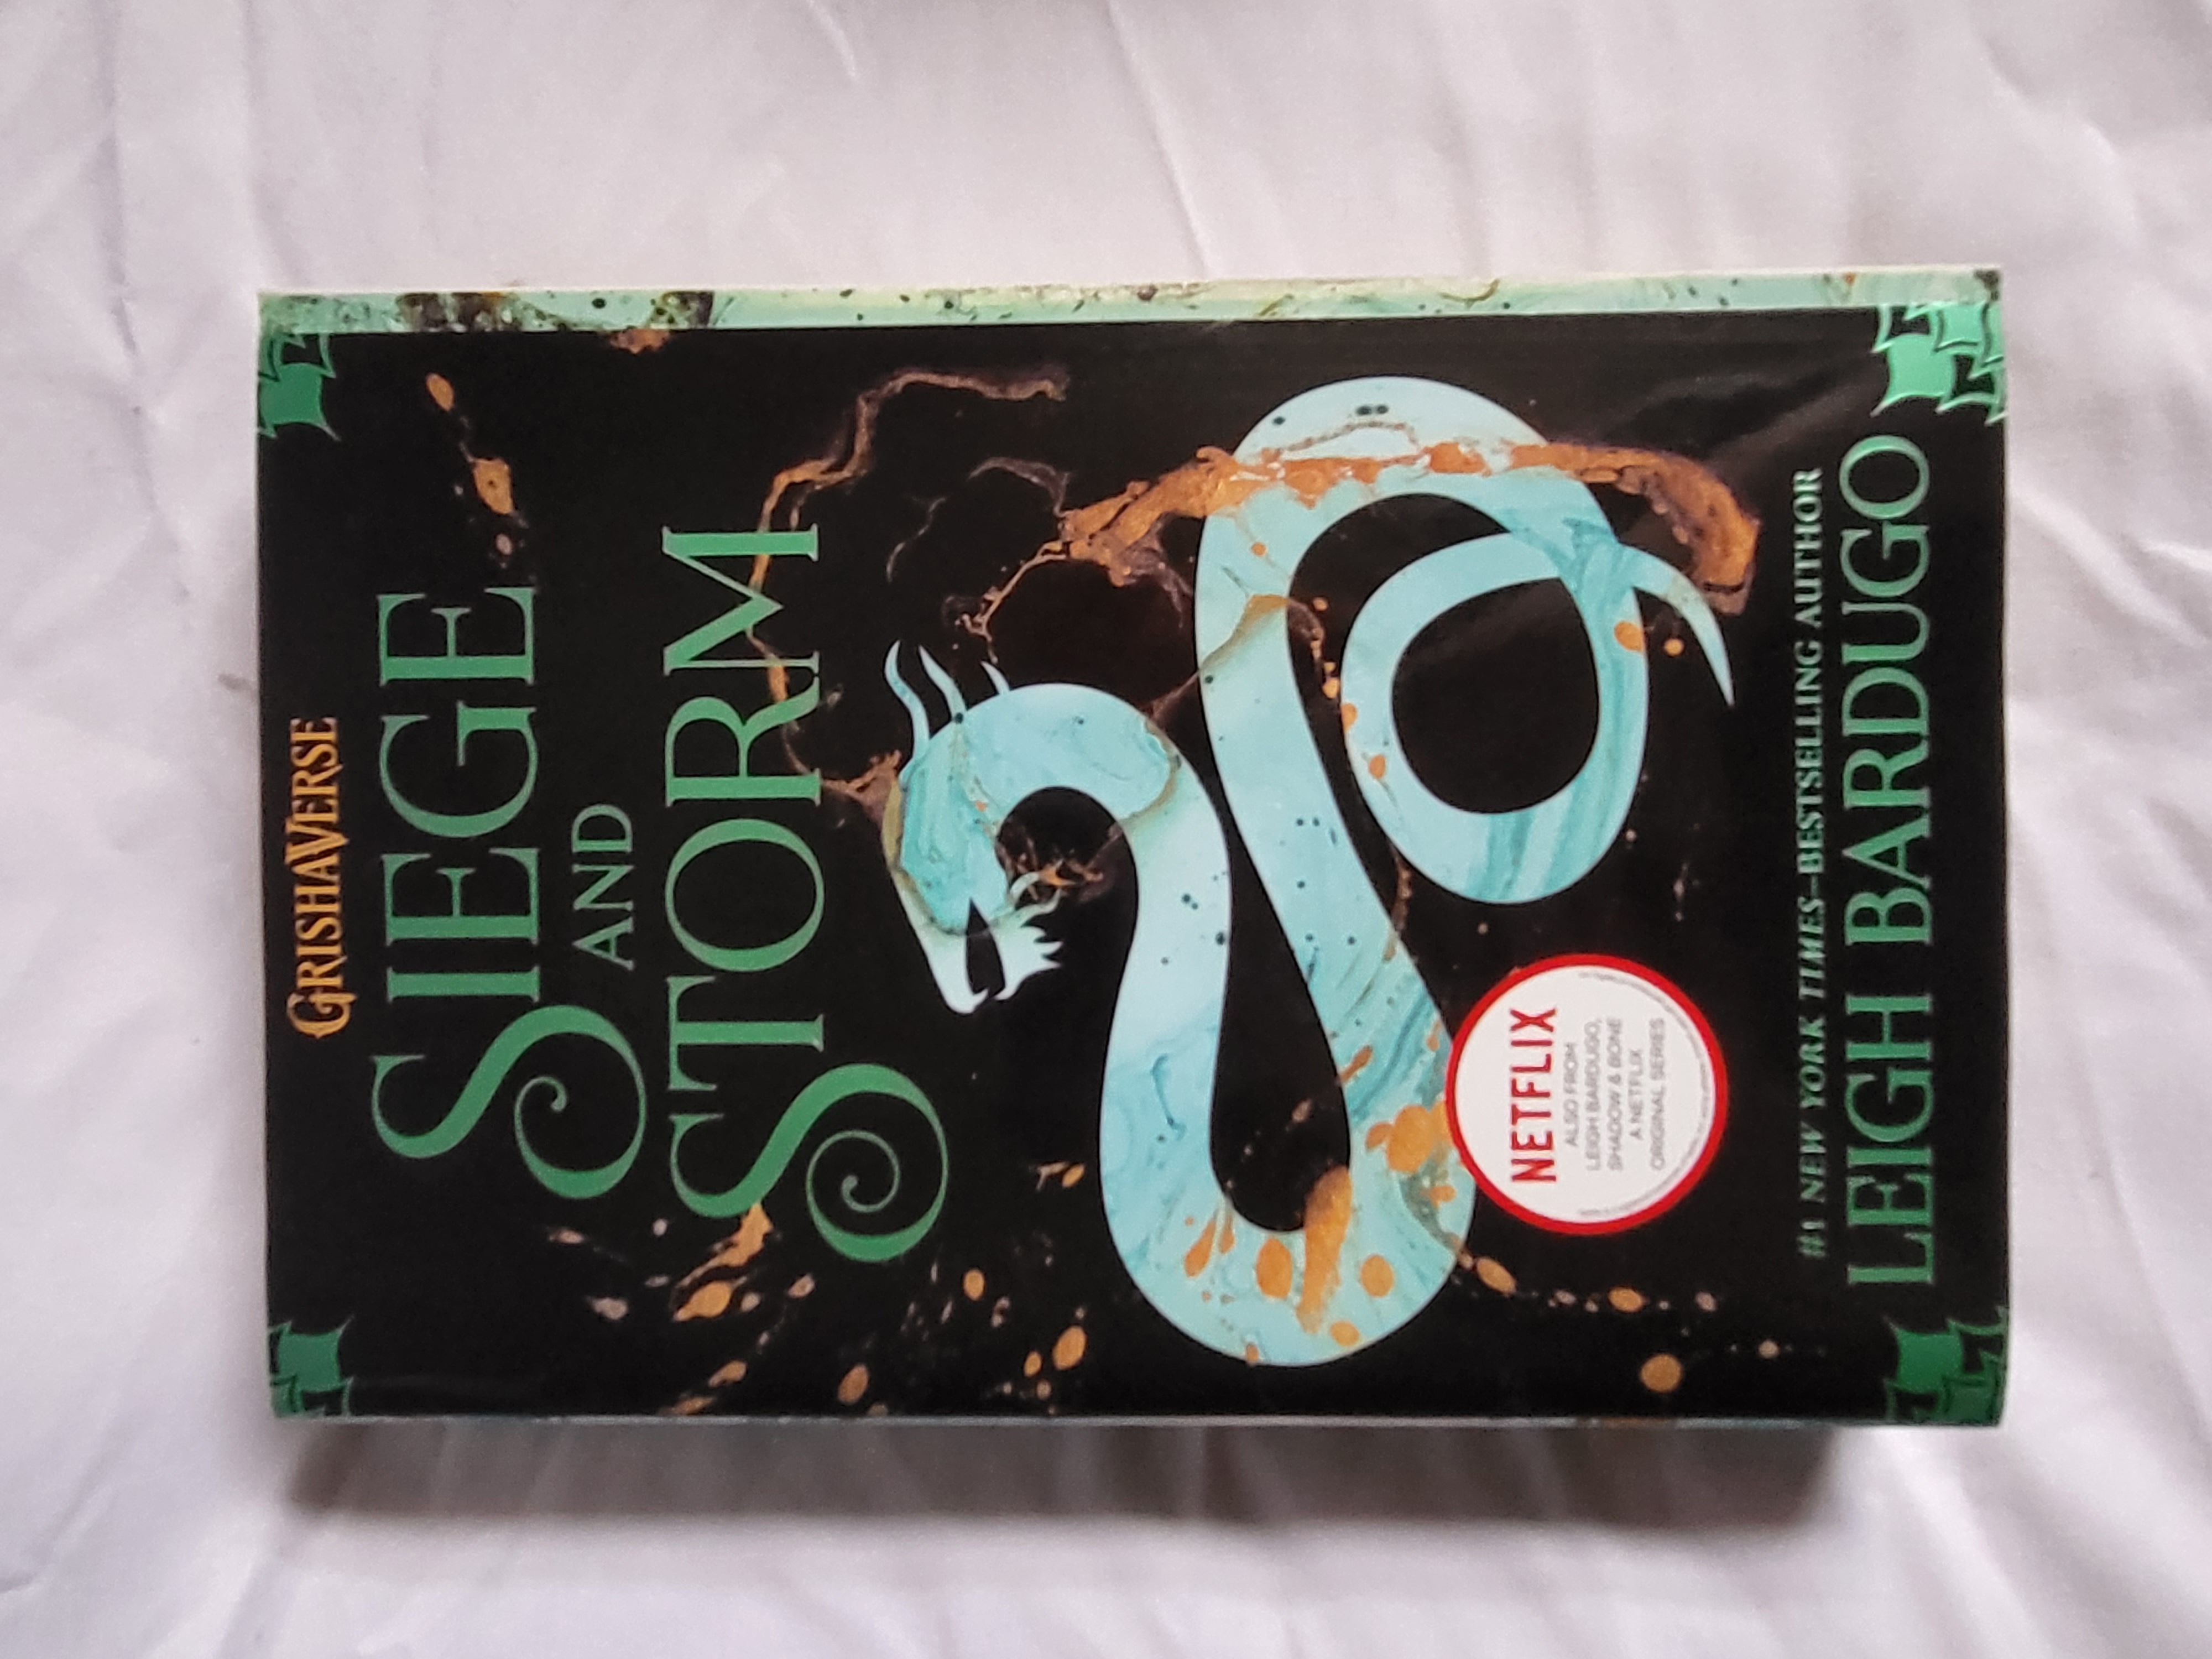 GRISHAVERSE
SIEGE
AND
STORM
NETFLIX
ALSO FROM
LEIGH BARDUGO,
SHADOW & BONE
A NETFLIX
ORIGINAL SERIES
#1 NEW YORK TIMES–BESTSELLING AUTHOR
LEIGH BARDUGO